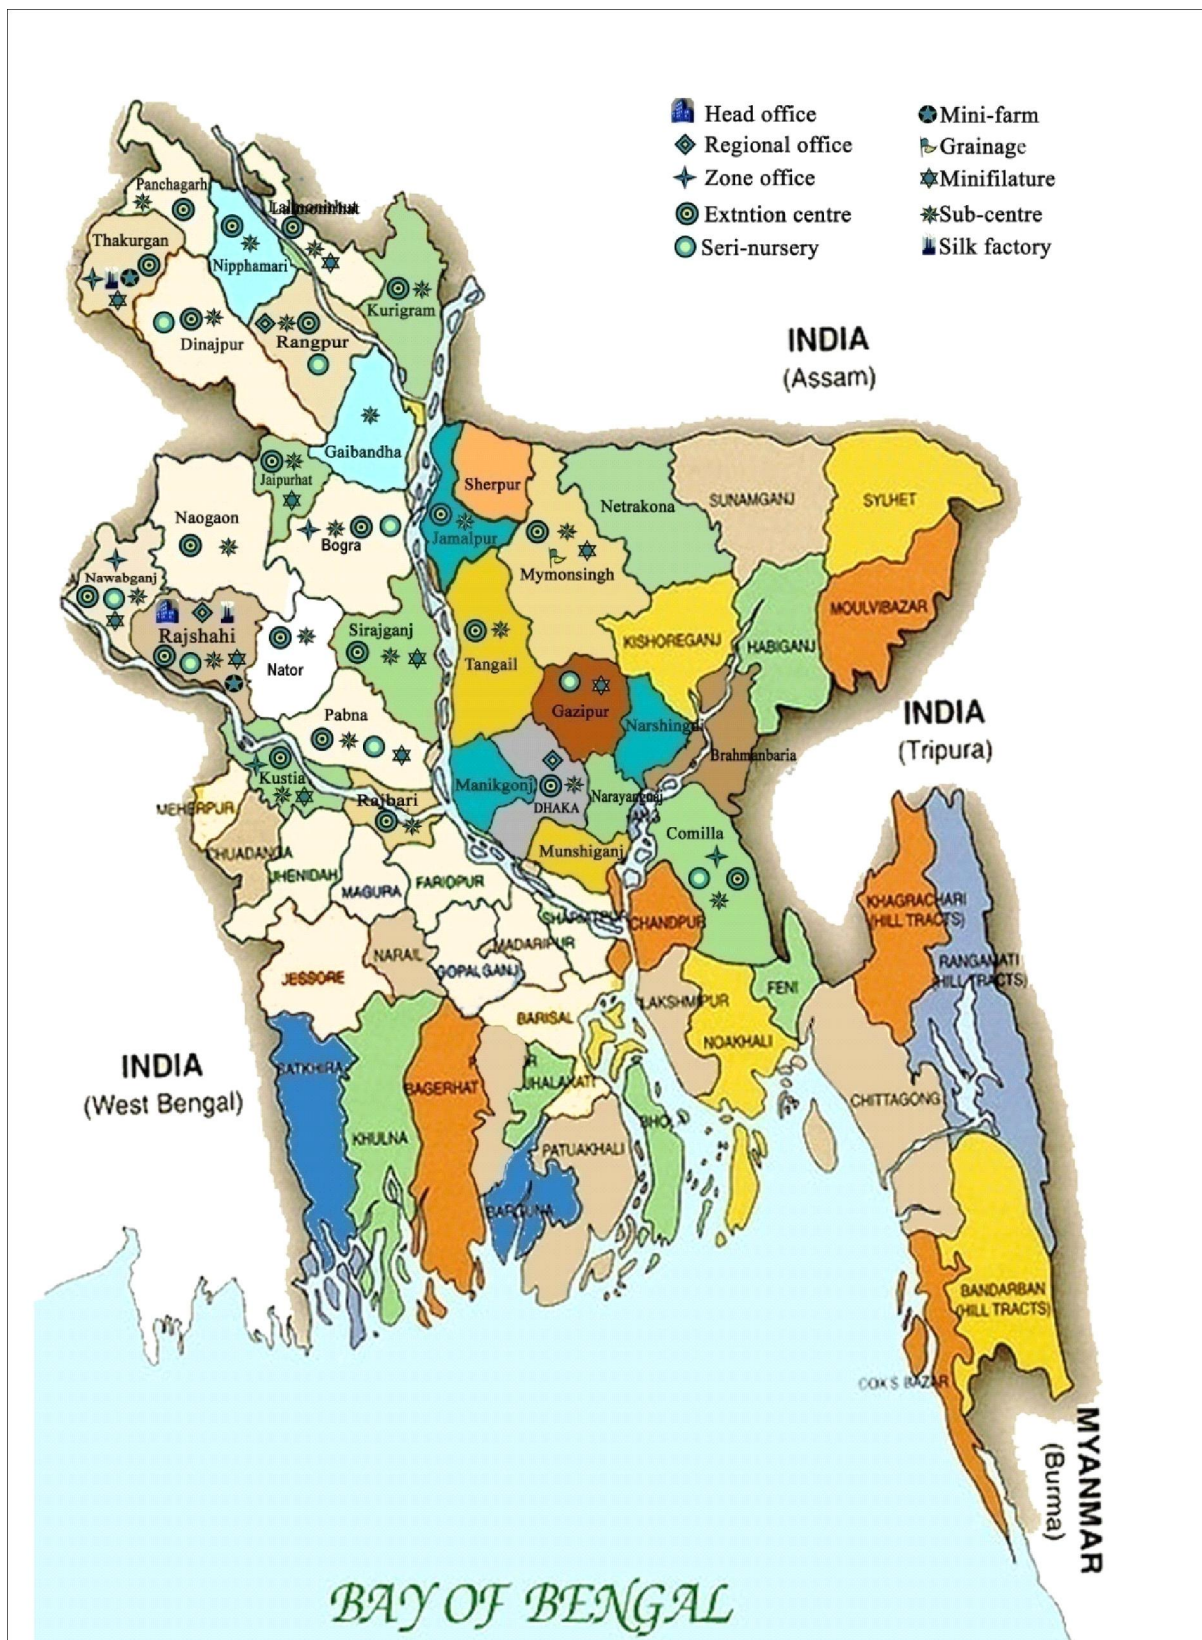 Head office
Mini-farm
Regional office
Grainage
Zone office
Minifilature
Extntion centre
Sub-centre
Seri-nursery
Silk factory
Panchagarh
Thakurgan
Nipphamari
Kurigram
Dinajpur
Rangpur
INDIA
(Assam)
Gaibandha
Jaipurhat
Sherpur
Netrakona
SUNAMGANJ
SYLHET
Naogaon
Bogra
Jamalpur
Mymonsingh
Nawabganj
Rajshahi
Nator
Sirajganj
Tangail
KISHOREGANJ
HABIGANJ
MOULVIBAZAR
Pabna
Gazipur
Narshingdi
Brahmanbaria
INDIA
(Tripura)
Kustia
Manikgonj
DHAKA
Rajbari
MEHERPUR
CHUADANGA
JHENIDAH
MAGURA
FARIDPUR
Munshiganj
Comilla
CHANDPUR
KHAGRACHARI
(HILL TRACTS)
RANGAMATI
(HILL TRACTS)
JESSORE
NARAIL
GOPALGANJ
MADARIPUR
LAKSHMIPUR
FENI
NOAKHALI
BARISAL
INDIA
(West Bengal)
SATKHIRA
KHULNA
BAGERHAT
JHALAKATI
PATUAKHALI
BHOLA
BARGUNA
CHITTAGONG
BANDARBAN
(HILL TRACTS)
COX'S BAZAR
MYANMAR
(Burma)
BAY OF BENGAL